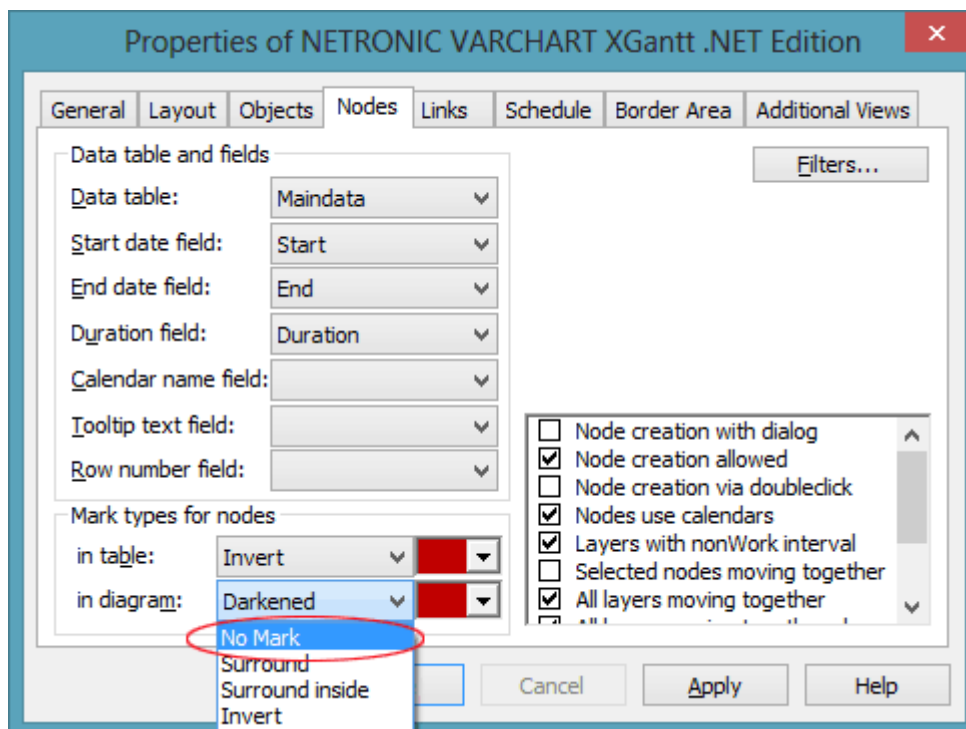 Properties of NETRONIC VARCHART XGantt .NET Edition
General Layout Objects Nodes Links Schedule Border Area Additional Views
Data table and fields
Filters...
Data table: Maindata
Start date field: Start
End date field: End
Duration field: Duration
Calendar name field:
Tooltip text field:
Row number field:
Node creation with dialog
Node creation allowed
Node creation via doubleclick
Nodes use calendars
Layers with nonWork interval
Selected nodes moving together
All layers moving together
Mark types for nodes
in table: Invert
in diagram: Darkened
No Mark
Surround
Surround inside
Invert
Cancel Apply Help